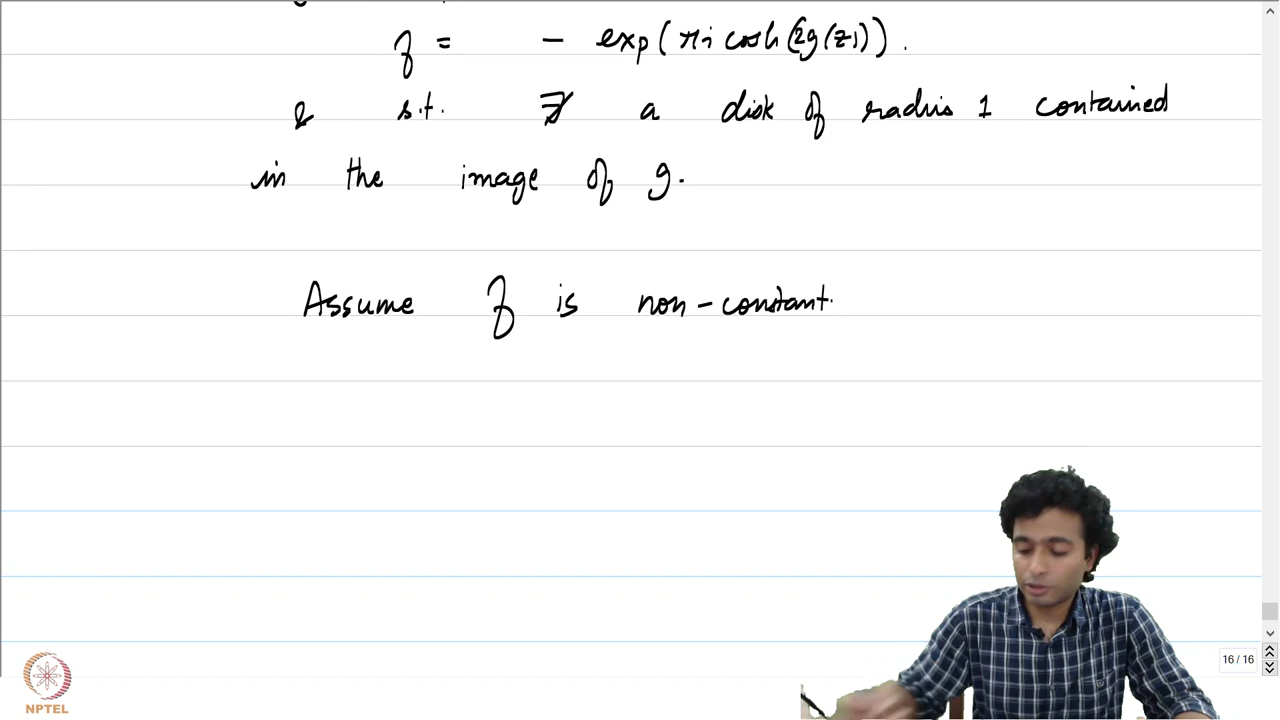 f = - exp(πi cosh(2g(z))).
& s.t. ∄ a disk of radius 1 contained
in the image of g.
Assume f is non-constant.
16 / 16
NPTEL